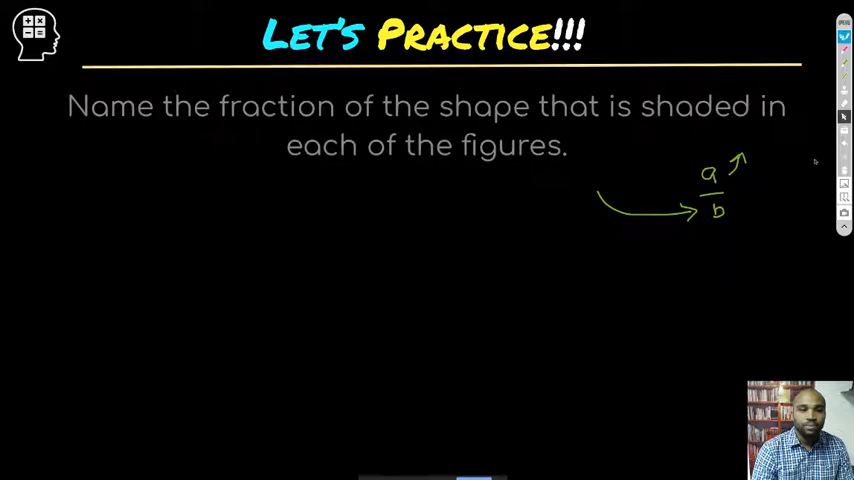 Let's Practice!!!
Name the fraction of the shape that is shaded in
each of the figures.
a
b